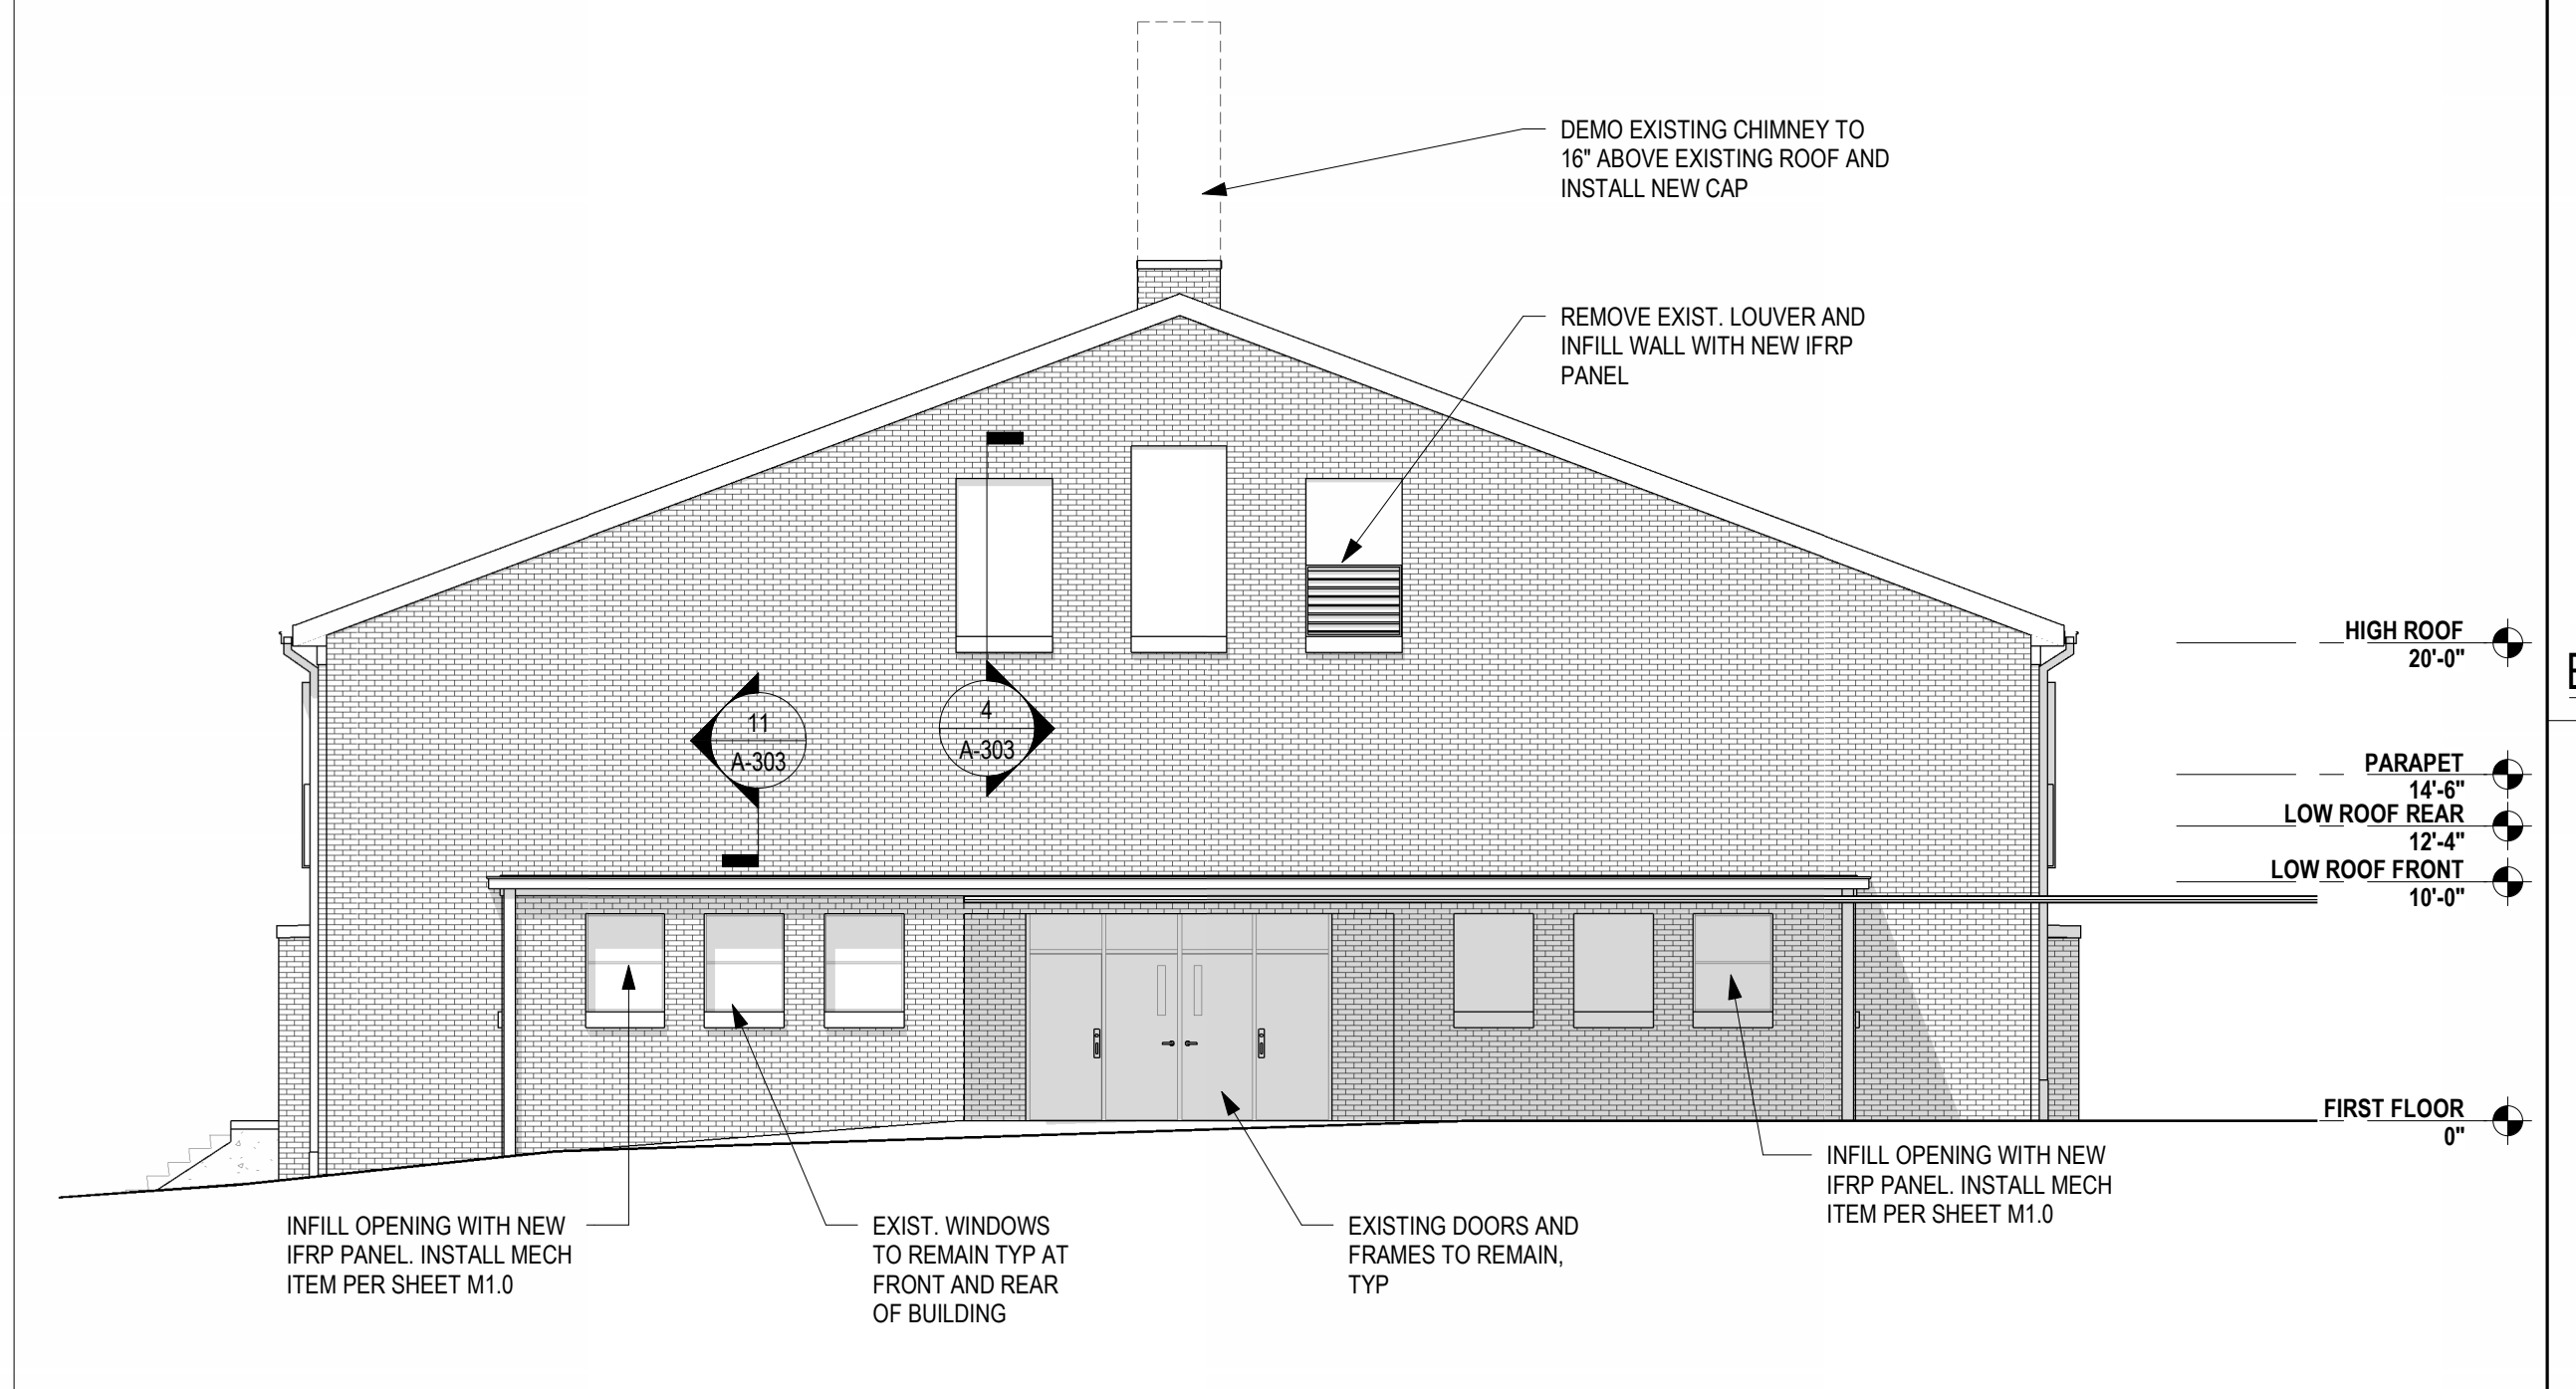 DEMO EXISTING CHIMNEY TO
16" ABOVE EXISTING ROOF AND
INSTALL NEW CAP
REMOVE EXIST. LOUVER AND
INFILL WALL WITH NEW IFRP
PANEL
HIGH ROOF
20'-0"
11
A-303
4
A-303
PARAPET
14'-6"
LOW ROOF REAR
12'-4"
LOW ROOF FRONT
10'-0"
FIRST FLOOR
0"
INFILL OPENING WITH NEW
IFRP PANEL. INSTALL MECH
ITEM PER SHEET M1.0
EXIST. WINDOWS
TO REMAIN TYP AT
FRONT AND REAR
OF BUILDING
EXISTING DOORS AND
FRAMES TO REMAIN,
TYP
INFILL OPENING WITH NEW
IFRP PANEL. INSTALL MECH
ITEM PER SHEET M1.0